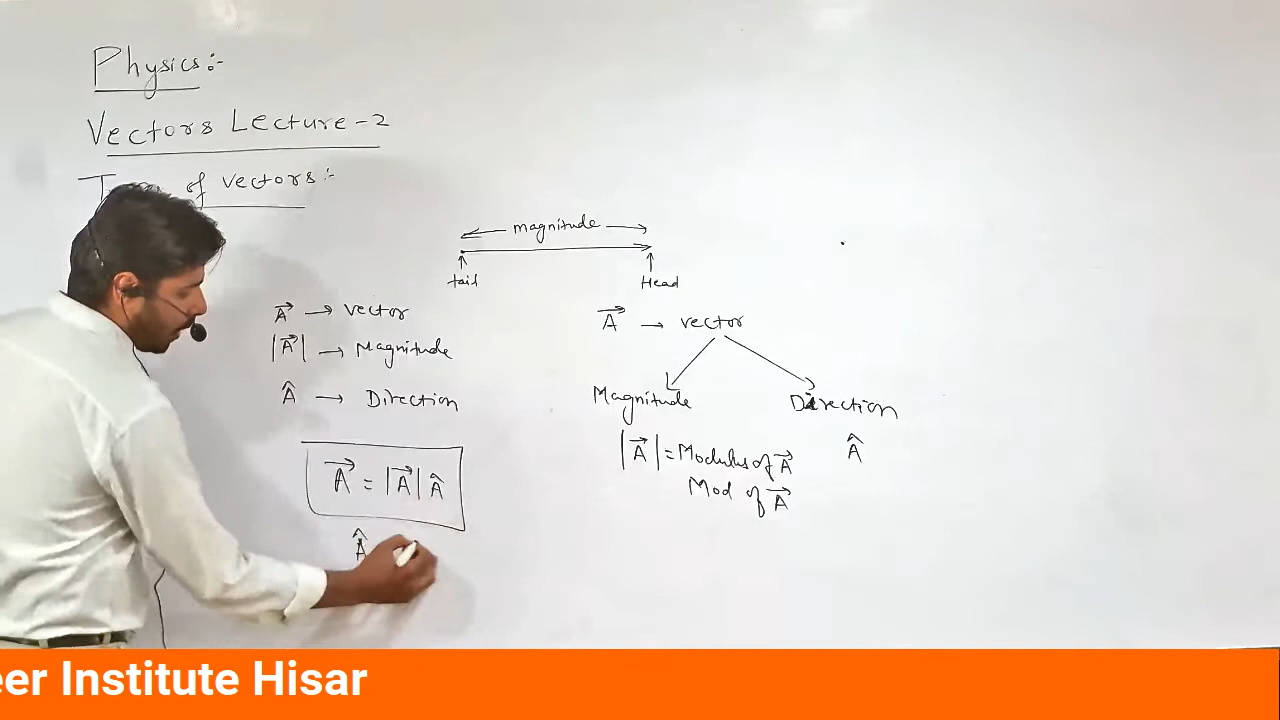 Physics:-
Vectors Lecture-2
of vectors:-
magnitude
tail
Head
A⃗ → vector
|A⃗| → Magnitude
Â → Direction
A⃗ = |A⃗| Â
Â
A⃗ → vector
Magnitude
Direction
|A⃗| = Modulus of A⃗
Â
Mod of A⃗
Institute Hisar